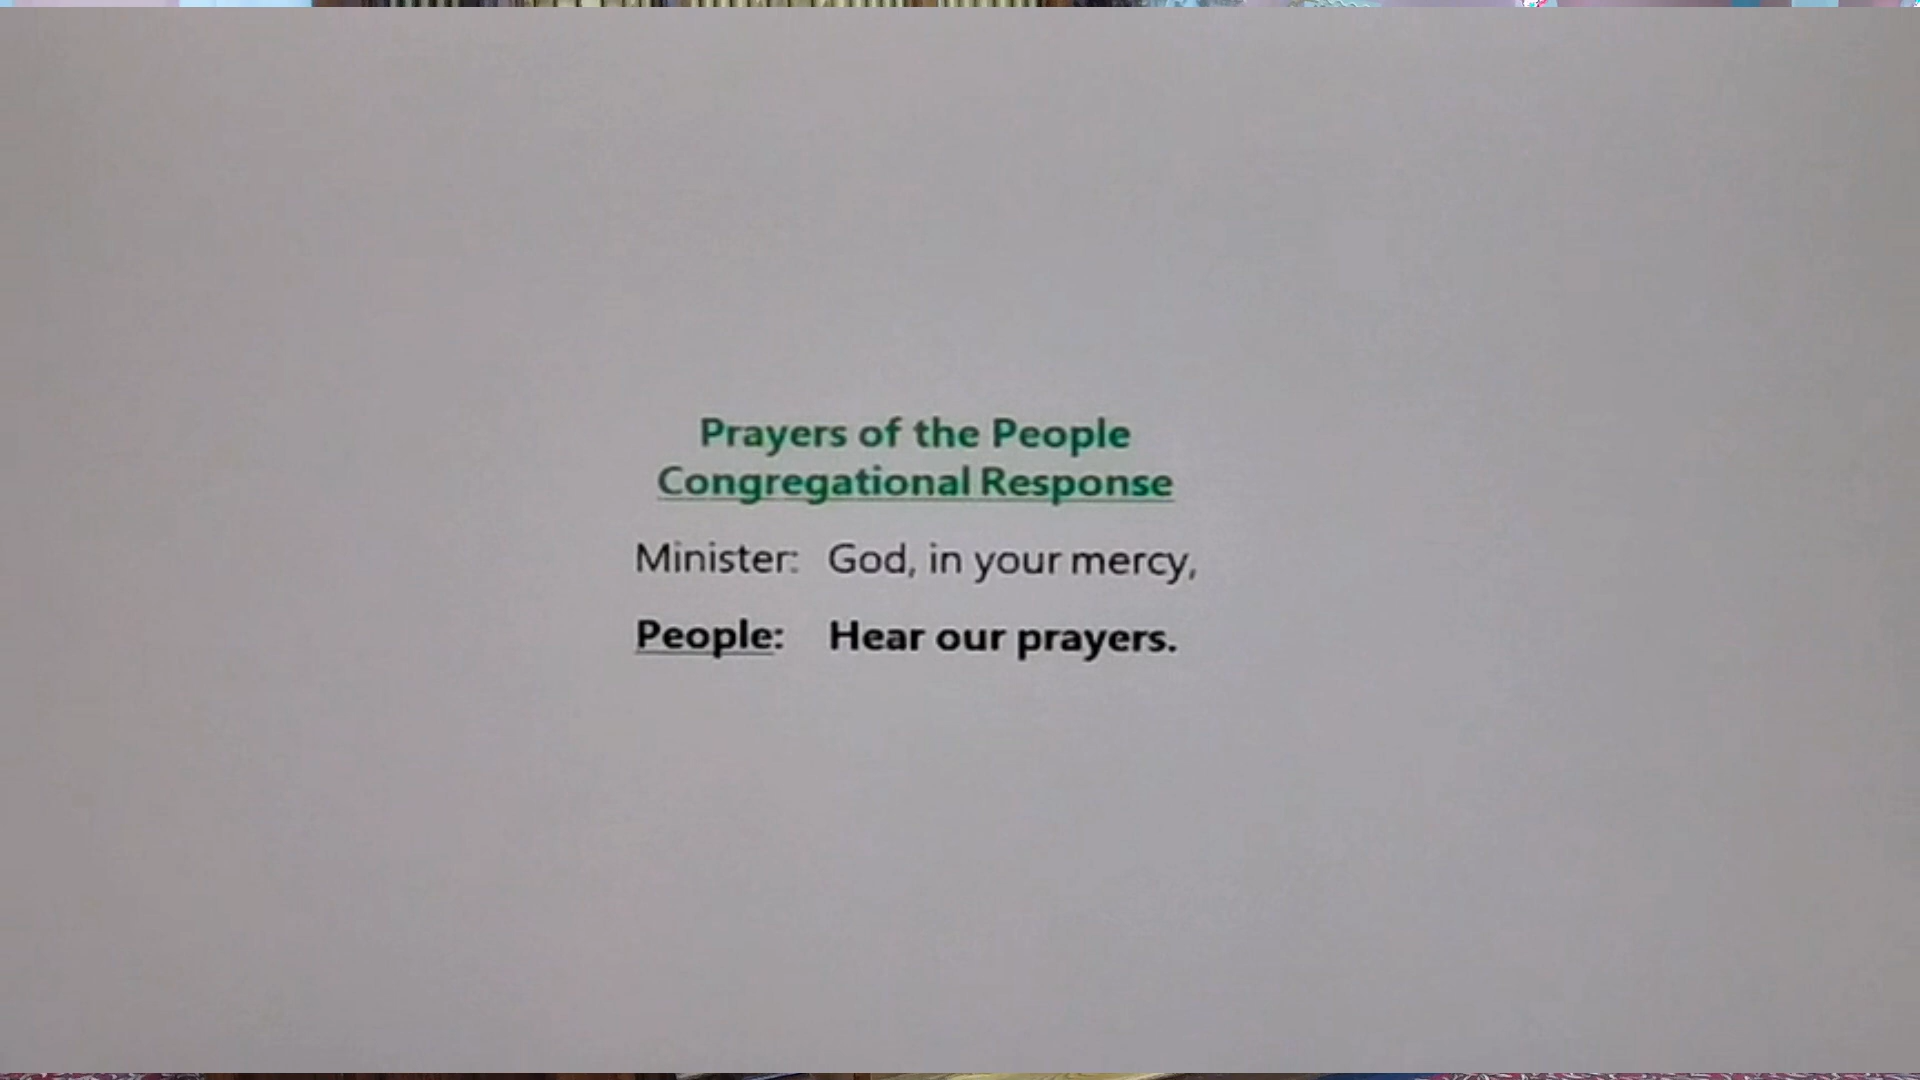 Prayers of the People
Congregational Response
Minister: God, in your mercy,
People: Hear our prayers.